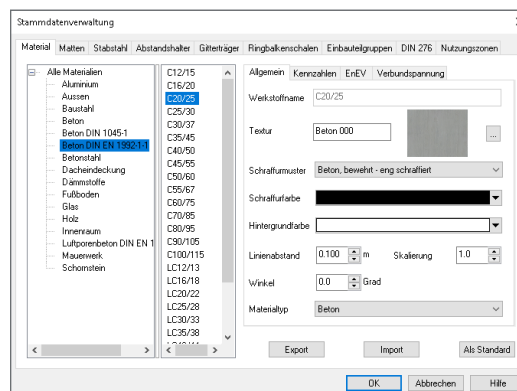 Stammdatenverwaltung
Material Matten Stabstahl Abstandshalter Gitterträger Ringbalkenschalen Einbauteilgruppen DIN 276 Nutzungszonen
Alle Materialien
Aluminium
Aussen
Baustahl
Beton
Beton DIN 1045-1
Beton DIN EN 1992-1-1
Betonstahl
Dacheindeckung
Dämmstoffe
Fußboden
Glas
Holz
Innenraum
Luftporenbeton DIN EN 1
Mauerwerk
Schornstein
C12/15
C16/20
C20/25
C25/30
C30/37
C35/45
C40/50
C45/55
C50/60
C55/67
C60/75
C70/85
C80/95
C90/105
C100/115
LC12/13
LC16/18
LC20/22
LC25/28
LC30/33
LC35/38
Allgemein Kennzahlen EnEV Verbundspannung
Werkstoffname C20/25
Textur Beton 000 ...
Schraffurmuster Beton, bewehrt - eng schraffiert
Schraffurfarbe
Hintergrundfarbe
Linienabstand 0.100 m Skalierung 1.0
Winkel 0.0 Grad
Materialtyp Beton
Export Import Als Standard
OK Abbrechen Hilfe